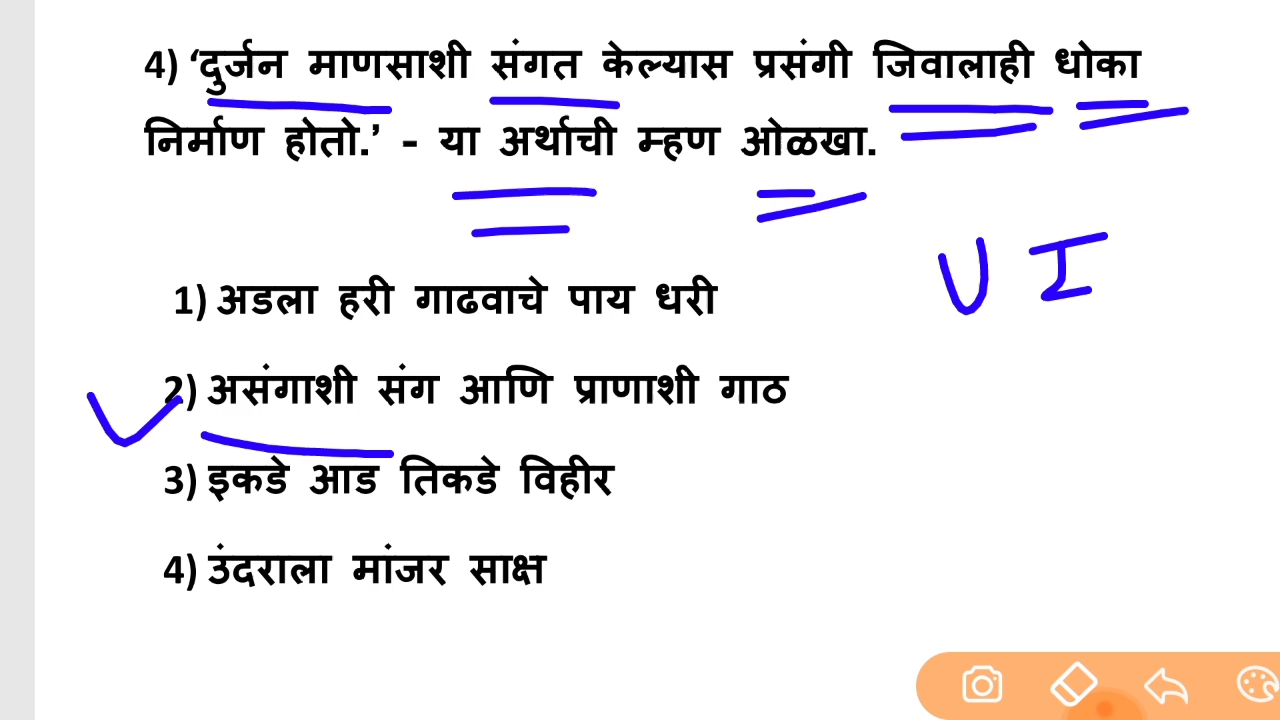 4) ‘दुर्जन माणसाशी संगत केल्यास प्रसंगी जिवालाही धोका
निर्माण होतो.’ - या अर्थाची म्हण ओळखा.
U I
1) अडला हरी गाढवाचे पाय धरी
2) असंगाशी संग आणि प्राणाशी गाठ
3) इकडे आड तिकडे विहीर
4) उंदराला मांजर साक्ष